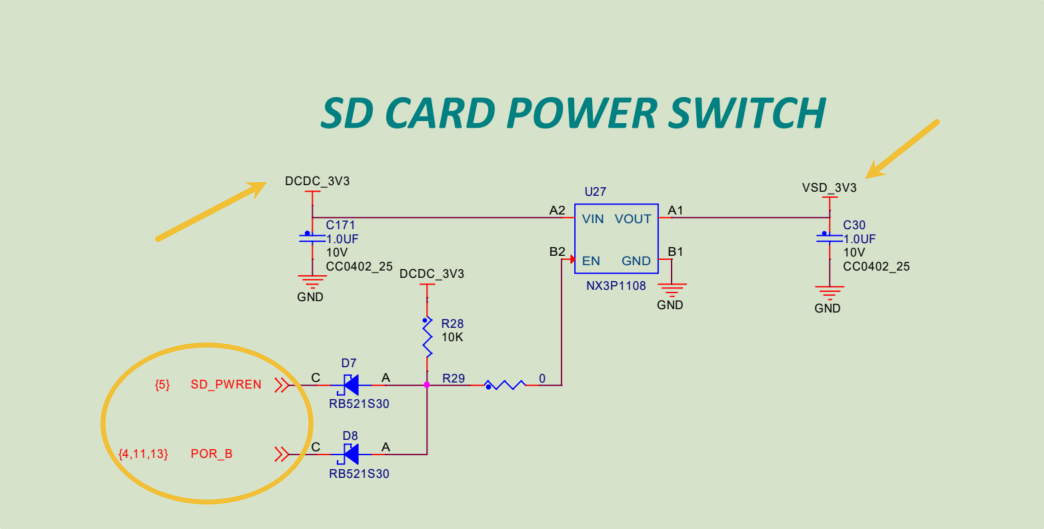 SD CARD POWER SWITCH
DCDC_3V3
VSD_3V3
U27
A2
VIN
VOUT
A1
C171
1.0UF
10V
CC0402_25
GND
B2
EN
GND
B1
NX3P1108
GND
C30
1.0UF
10V
CC0402_25
GND
DCDC_3V3
R28
10K
{5}
SD_PWREN
C
D7
A
RB521S30
R29
0
{4,11,13}
POR_B
C
D8
A
RB521S30